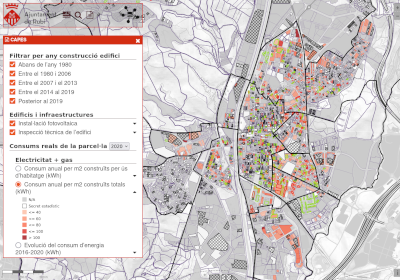 Ajuntament
de Rubí
CAPES
Filtrar per any construcció edifici
Abans de l'any 1980
Entre el 1980 i 2006
Entre el 2007 i el 2013
Entre el 2014 al 2019
Posterior al 2019
Edificis i infraestructures
Instal·lació fotovoltaica
Inspecció tècnica de l'edifici
Consums reals de la parcel·la 2020
Electricitat + gas
Consum anual per m2 construïts per ús
d'habitatge (kWh)
Consum anual per m2 construïts totals
(kWh)
N/A
Secret estadístic
<= 40
<= 60
<= 80
<= 100
> 100
Evolució del consum d'energia
2016-2020 (kWh)